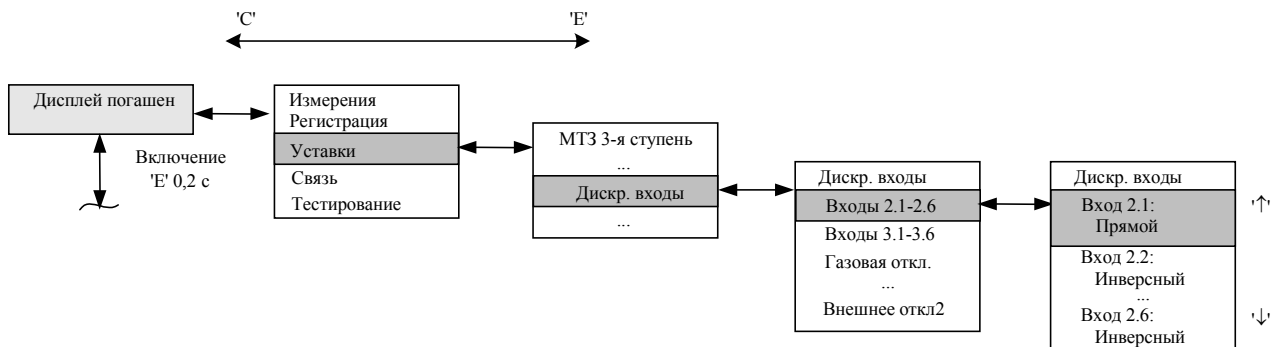 'C' 'E'
Дисплей погашен
Включение
'E' 0,2 с
Измерения
Регистрация
Уставки
Связь
Тестирование
МТЗ 3-я ступень
...
Дискр. входы
...
Дискр. входы
Входы 2.1-2.6
Входы 3.1-3.6
Газовая откл.
...
Внешнее откл2
Дискр. входы
Вход 2.1:
Прямой
Вход 2.2:
Инверсный
...
Вход 2.6:
Инверсный
'↑'
'↓'